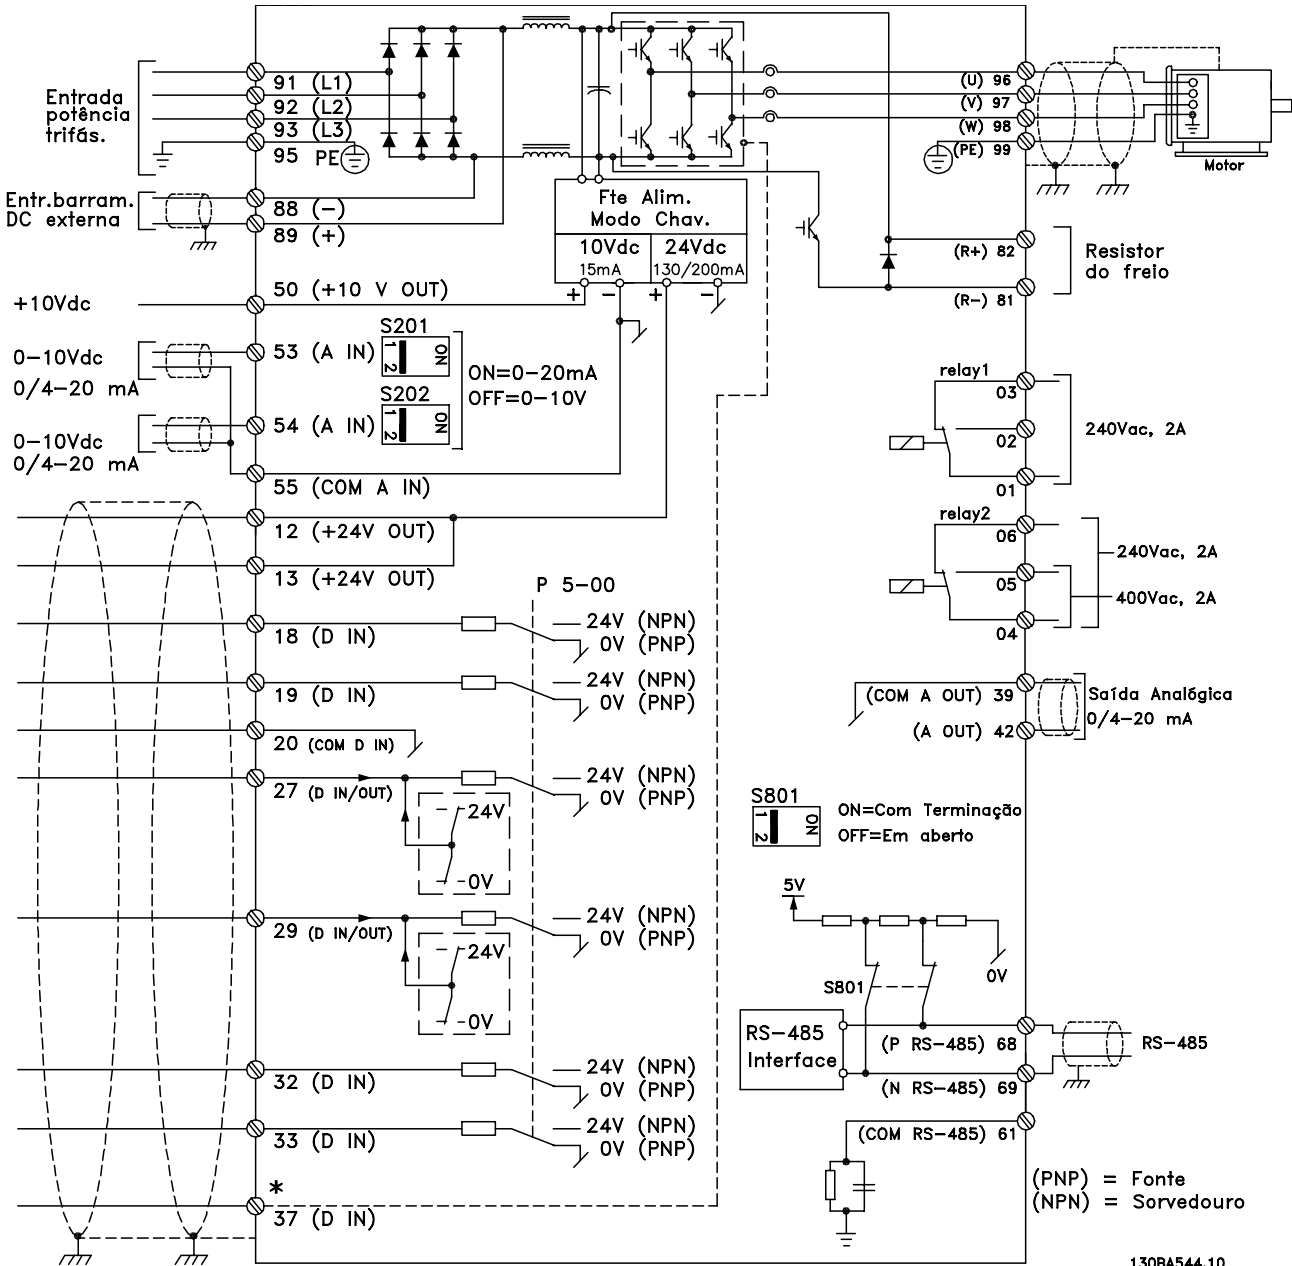 Entrada
potência
trifás.
91 (L1)
92 (L2)
93 (L3)
95 PE
Entr.barram.
DC externa
88 (−)
89 (+)
+10Vdc
50 (+10 V OUT)
0−10Vdc
0/4−20 mA
53 (A IN)
S201
1
2
ON
0−10Vdc
0/4−20 mA
54 (A IN)
S202
1
2
ON
ON=0−20mA
OFF=0−10V
55 (COM A IN)
12 (+24V OUT)
13 (+24V OUT)
Fte Alim.
Modo Chav.
10Vdc
15mA
24Vdc
130/200mA
+ − + −
P 5-00
18 (D IN)
24V (NPN)
0V (PNP)
19 (D IN)
24V (NPN)
0V (PNP)
20 (COM D IN)
27 (D IN/OUT)
24V (NPN)
0V (PNP)
24V
0V
29 (D IN/OUT)
24V (NPN)
0V (PNP)
24V
0V
32 (D IN)
24V (NPN)
0V (PNP)
33 (D IN)
24V (NPN)
0V (PNP)
*
37 (D IN)
(U) 96
(V) 97
(W) 98
(PE) 99
Motor
(R+) 82
(R−) 81
Resistor
do freio
relay1
03
02
01
240Vac, 2A
relay2
06
05
04
240Vac, 2A
400Vac, 2A
(COM A OUT) 39
(A OUT) 42
Saída Analógica
0/4−20 mA
S801
1
2
ON
ON=Com Terminação
OFF=Em aberto
5V
0V
S801
RS−485
Interface
(P RS−485) 68
(N RS−485) 69
RS−485
(COM RS−485) 61
(PNP) = Fonte
(NPN) = Sorvedouro
130BA544.10